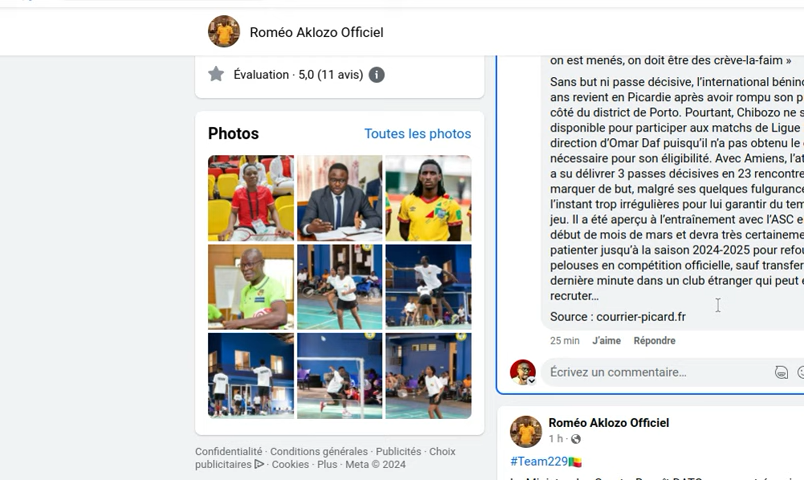 Roméo Aklozo Officiel
Évaluation · 5,0 (11 avis)
Photos
Toutes les photos
Confidentialité · Conditions générales · Publicités · Choix
publicitaires · Cookies · Plus · Meta © 2024
on est menés, on doit être des crève-la-faim »
Sans but ni passe décisive, l'international bénino
ans revient en Picardie après avoir rompu son p
côté du district de Porto. Pourtant, Chibozo ne s
disponible pour participer aux matchs de Ligue
direction d'Omar Daf puisqu'il n'a pas obtenu le
nécessaire pour son éligibilité. Avec Amiens, l'at
a su délivrer 3 passes décisives en 23 rencontre
marquer de but, malgré ses quelques fulgurance
l'instant trop irrégulières pour lui garantir du tem
jeu. Il a été aperçu à l'entraînement avec l'ASC e
début de mois de mars et devra très certaineme
patienter jusqu'à la saison 2024-2025 pour refou
pelouses en compétition officielle, sauf transfer
dernière minute dans un club étranger qui peut e
recruter…
Source : courrier-picard.fr
25 min J'aime Répondre
Écrivez un commentaire…
Roméo Aklozo Officiel
1 h ·
#Team229